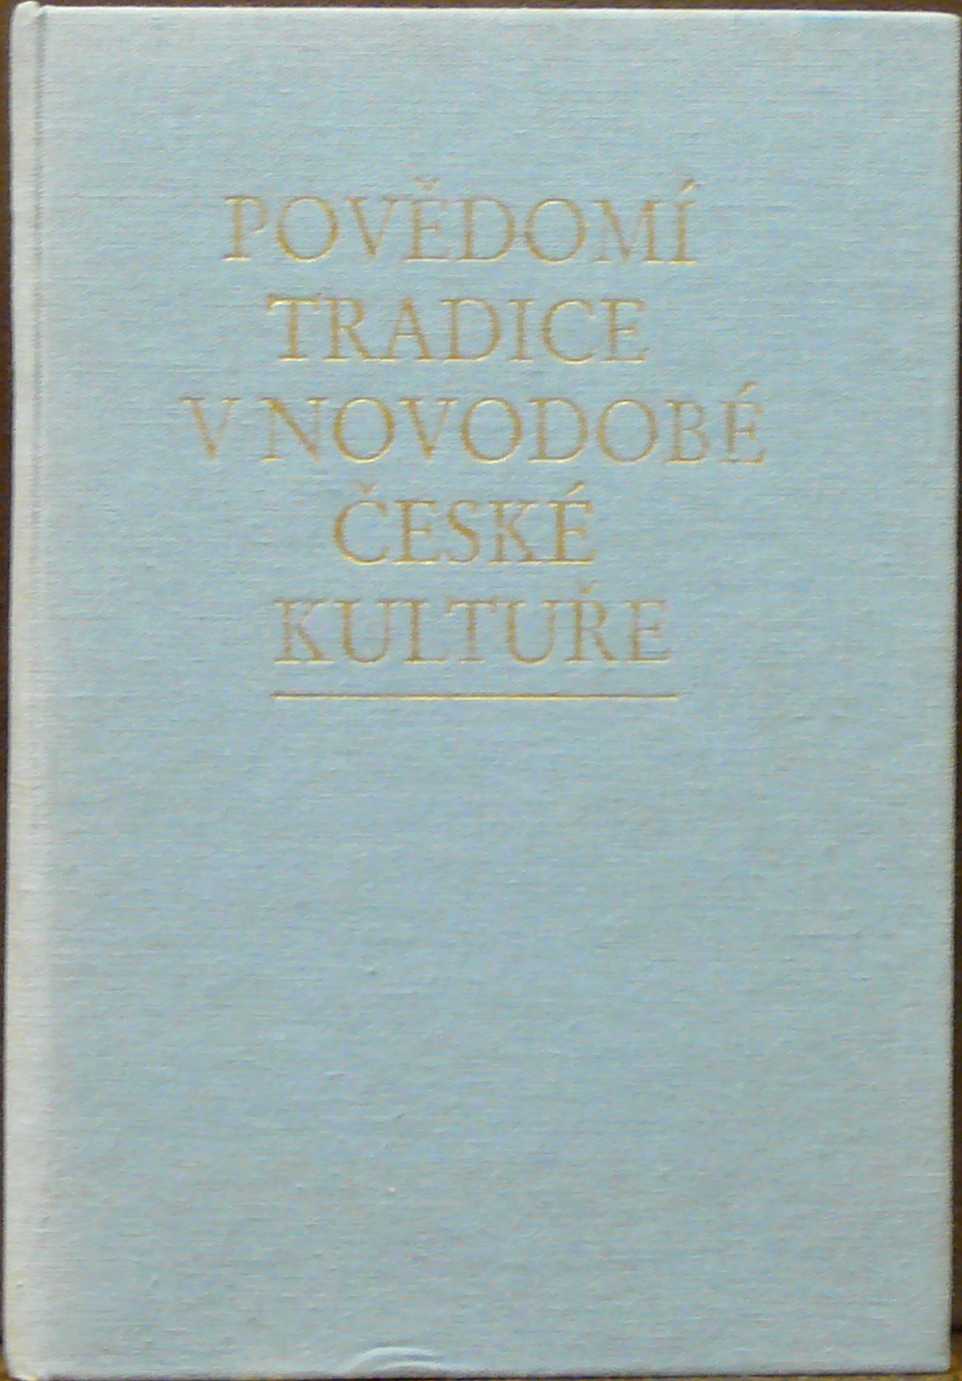 POVĚDOMÍ
TRADICE
V NOVODOBÉ
ČESKÉ
KULTUŘE